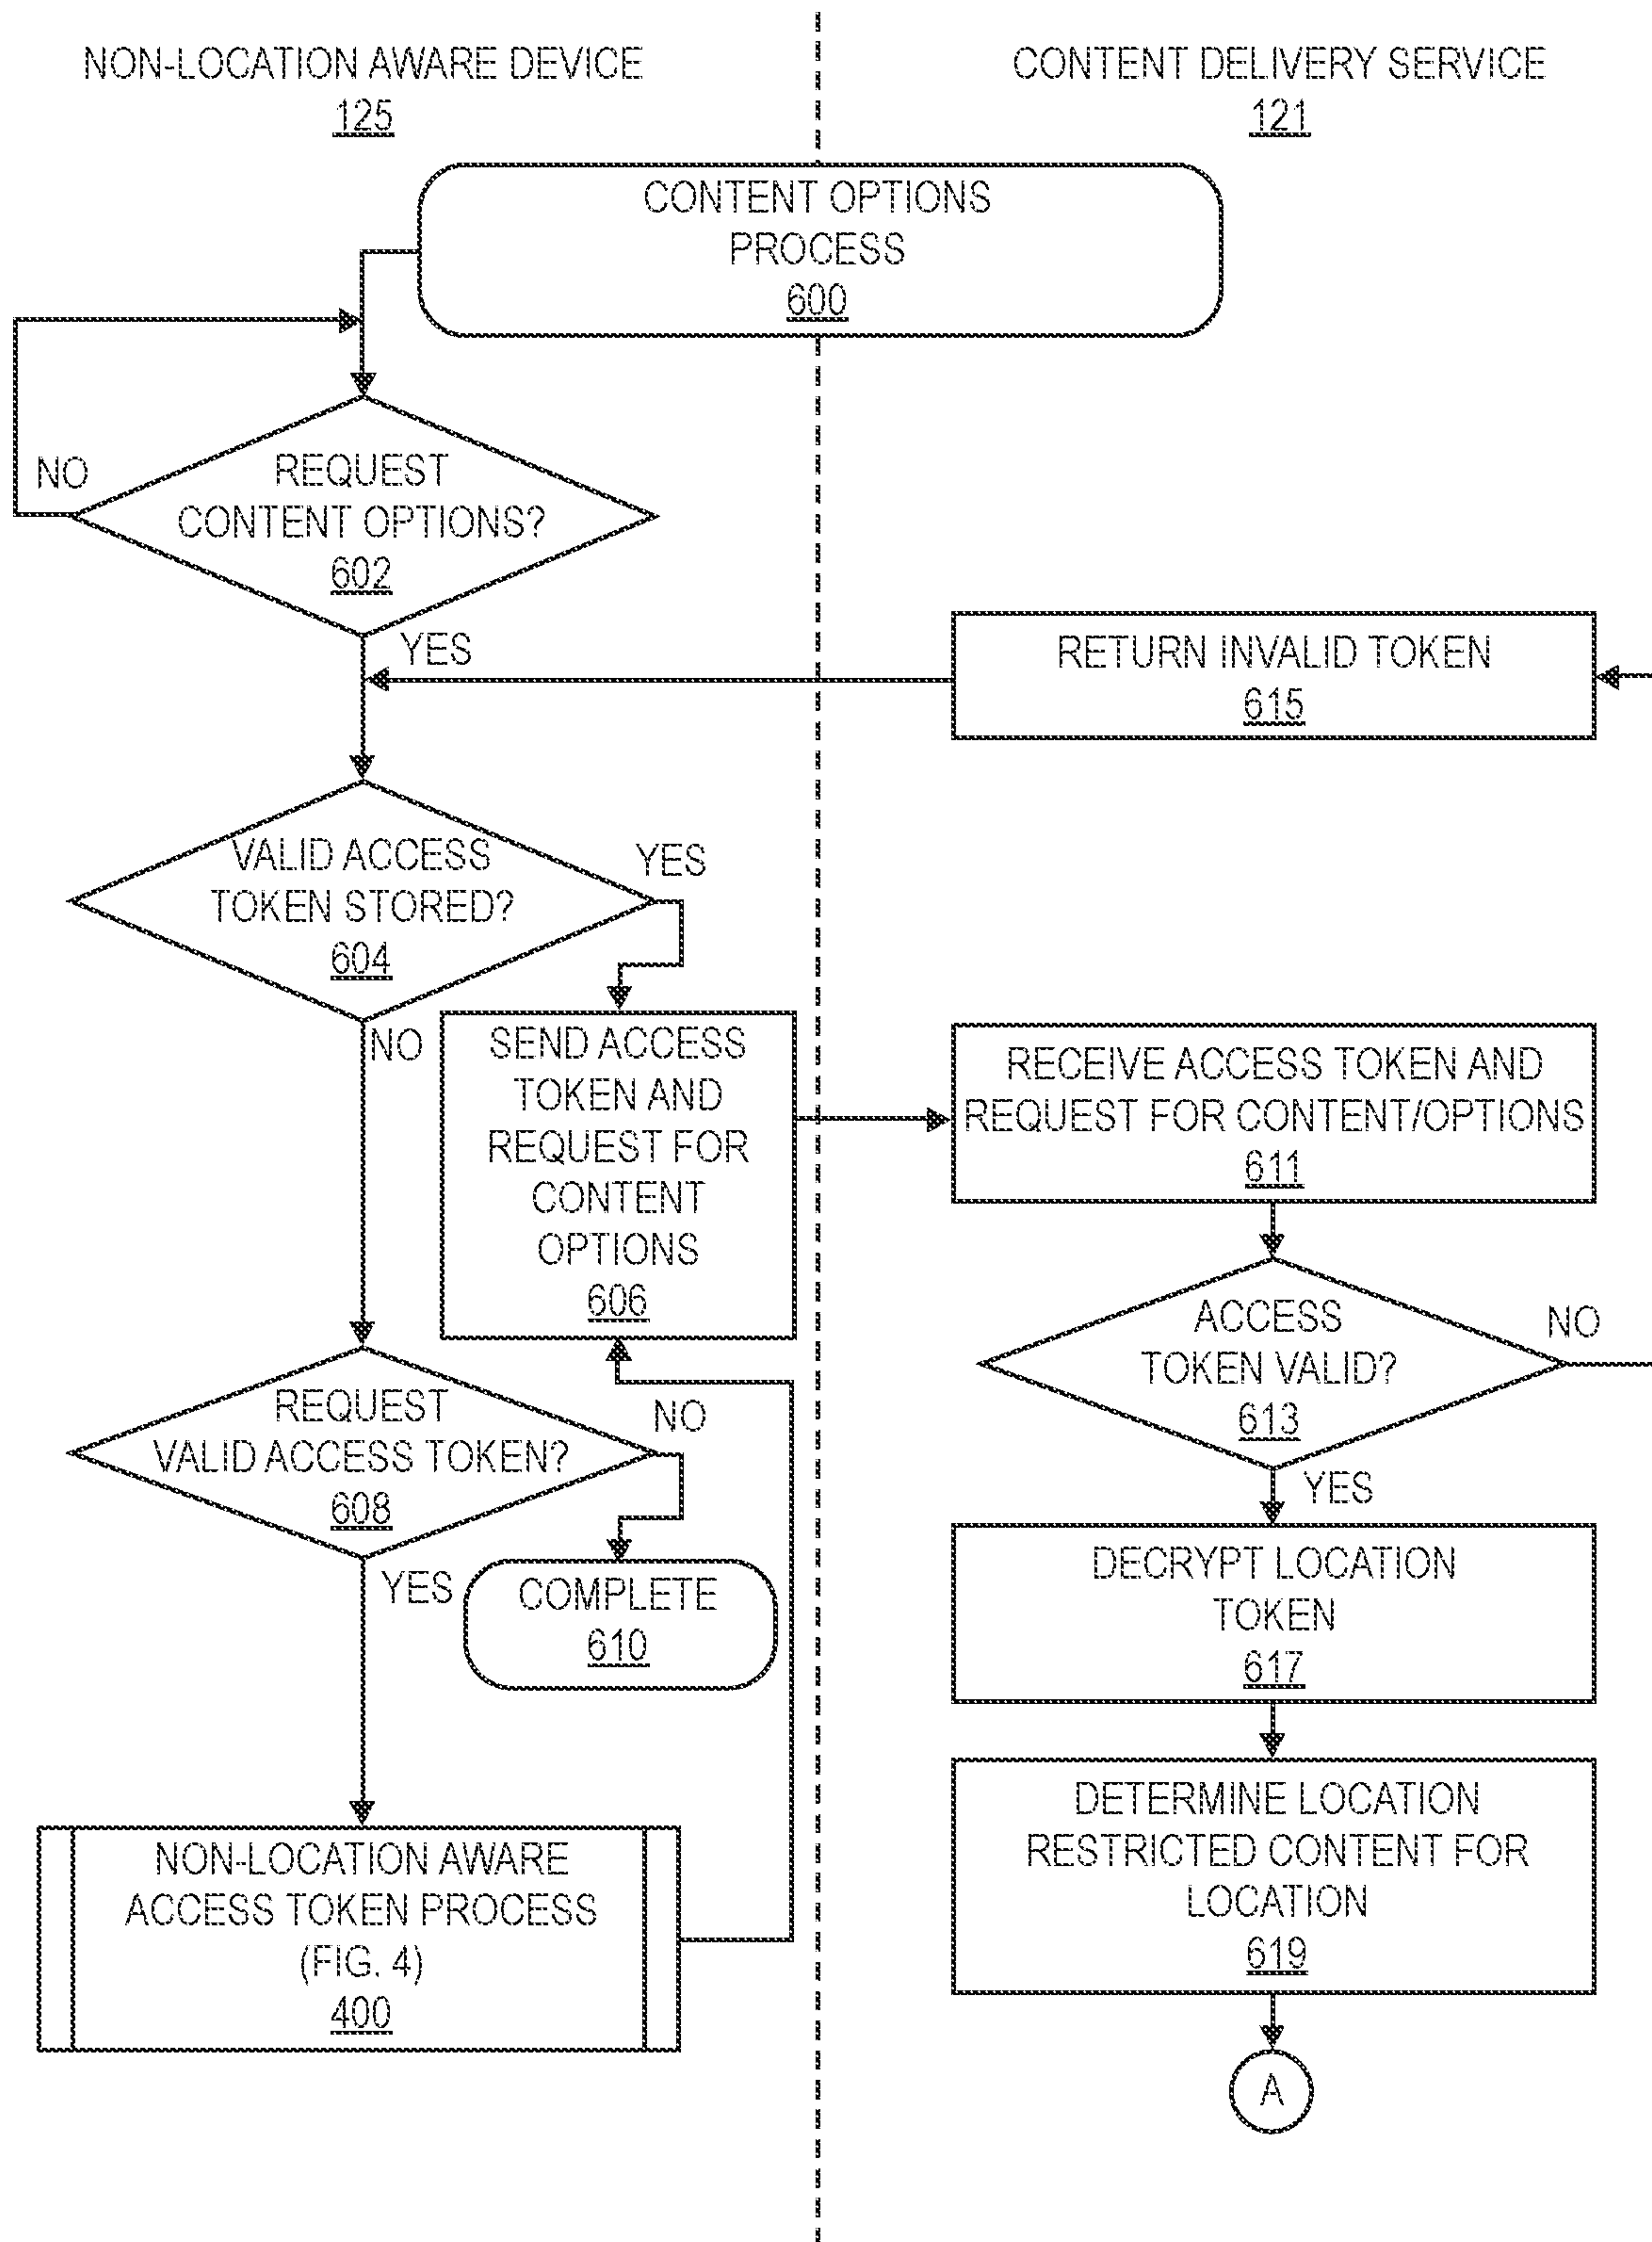 NON-LOCATION AWARE DEVICE
125
CONTENT DELIVERY SERVICE
121
CONTENT OPTIONS
PROCESS
600
NO
REQUEST
CONTENT OPTIONS?
602
YES
RETURN INVALID TOKEN
615
VALID ACCESS
TOKEN STORED?
604
YES
NO
SEND ACCESS
TOKEN AND
REQUEST FOR
CONTENT
OPTIONS
606
RECEIVE ACCESS TOKEN AND
REQUEST FOR CONTENT/OPTIONS
611
ACCESS
TOKEN VALID?
613
NO
YES
REQUEST
VALID ACCESS TOKEN?
608
NO
YES
COMPLETE
610
DECRYPT LOCATION
TOKEN
617
NON-LOCATION AWARE
ACCESS TOKEN PROCESS
(FIG. 4)
400
DETERMINE LOCATION
RESTRICTED CONTENT FOR
LOCATION
619
A